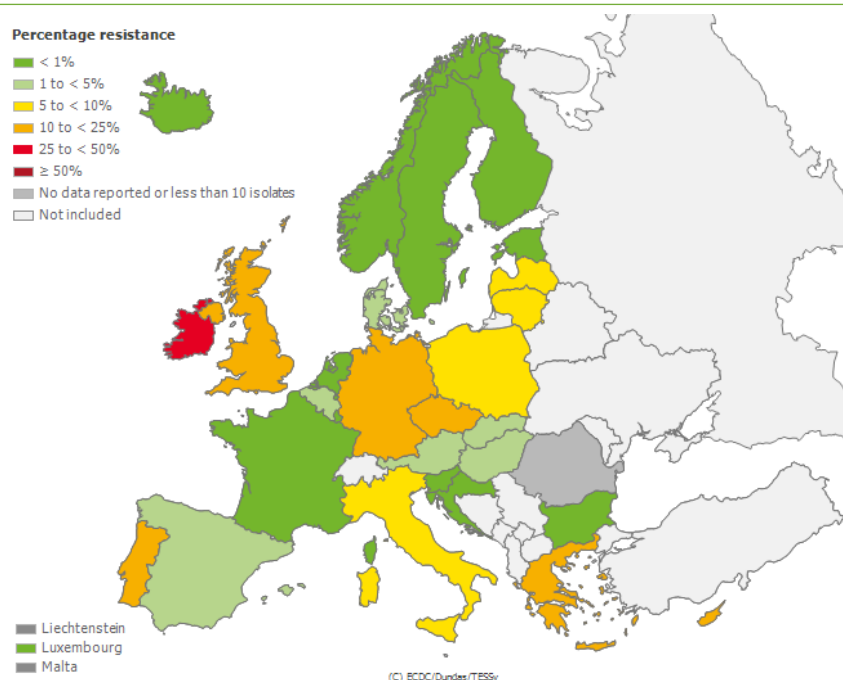 Percentage resistance
< 1%
1 to < 5%
5 to < 10%
10 to < 25%
25 to < 50%
≥ 50%
No data reported or less than 10 isolates
Not included
Liechtenstein
Luxembourg
Malta
(C) ECDC/Dundas/TESSy